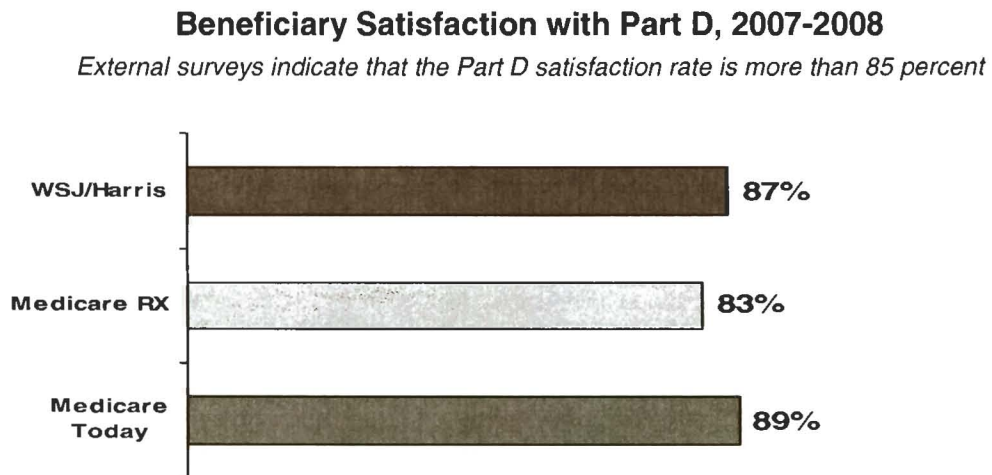 Beneficiary Satisfaction with Part D, 2007-2008
External surveys indicate that the Part D satisfaction rate is more than 85 percent
WSJ/Harris
87%
Medicare RX
83%
Medicare
Today
89%